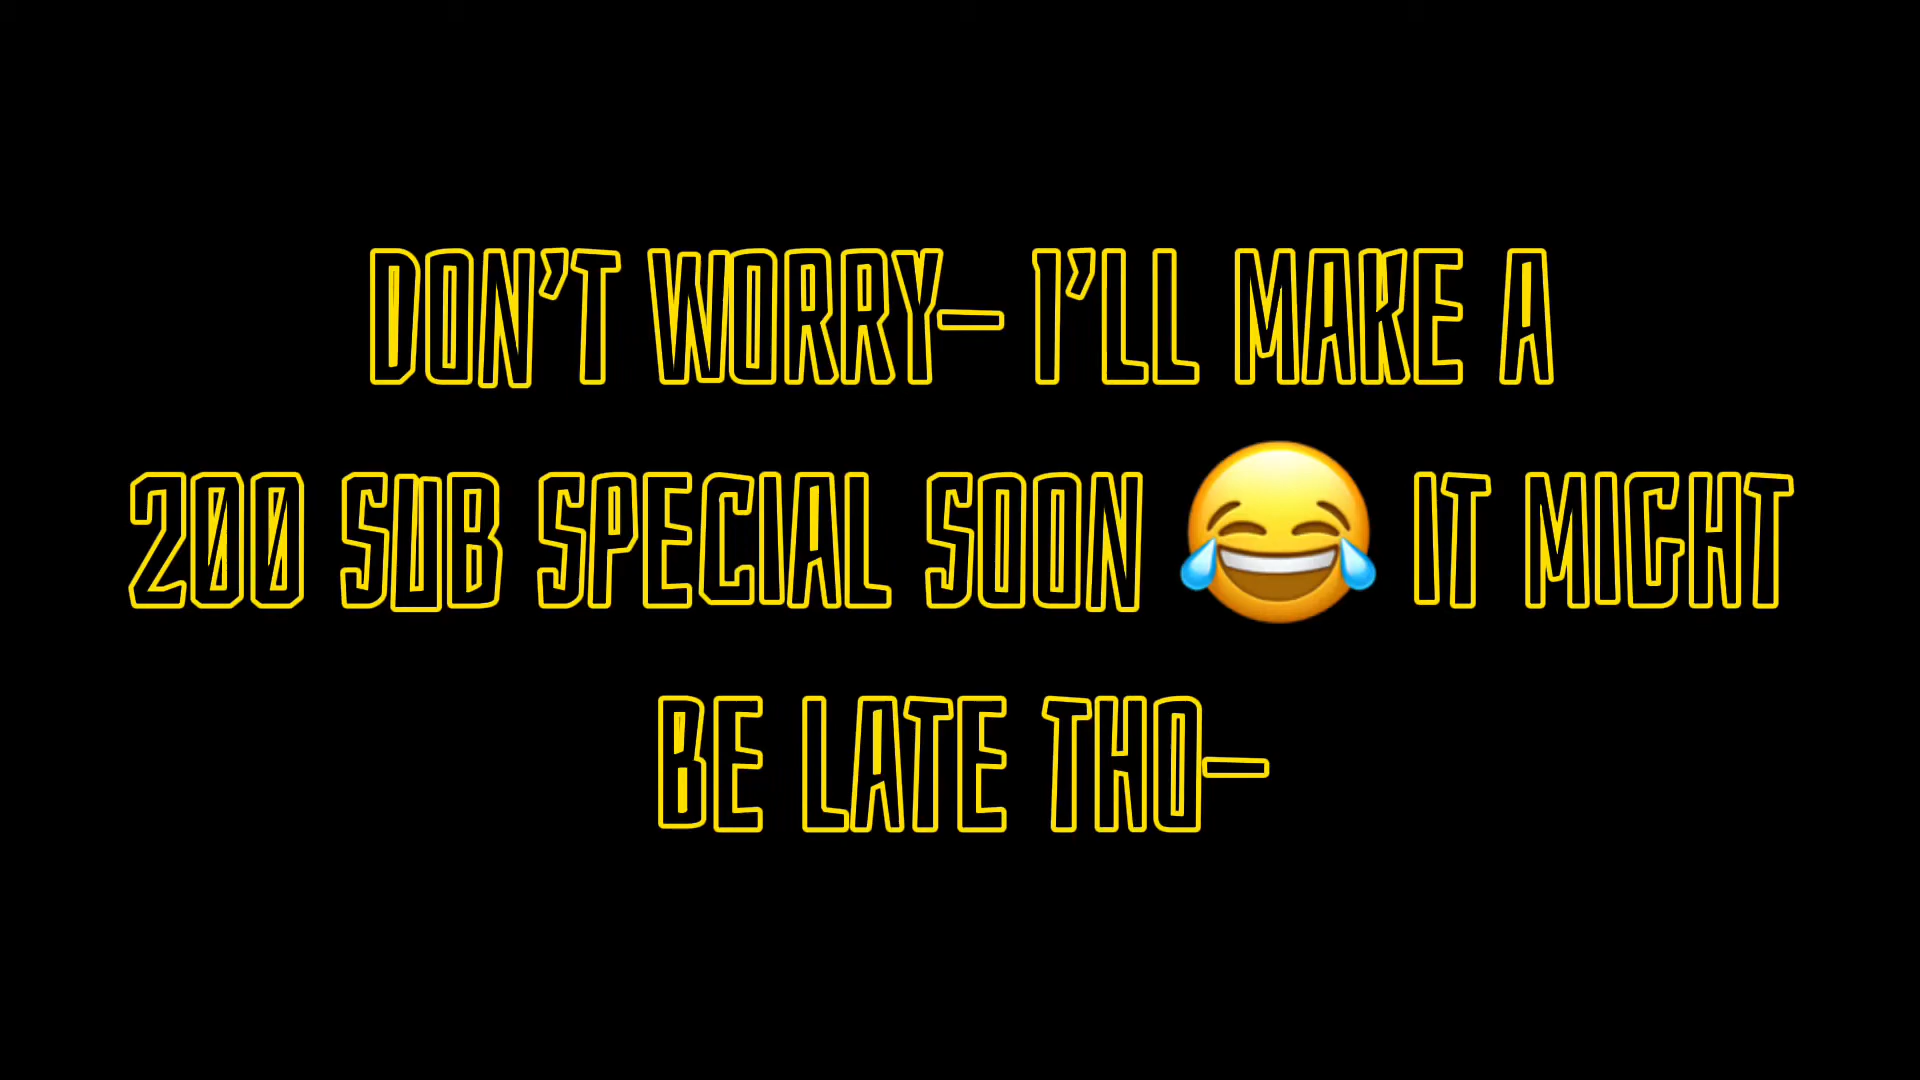 DON'T WORRY- I'LL MAKE A
200 SUB SPECIAL SOON 😂 IT MIGHT
BE LATE THO-